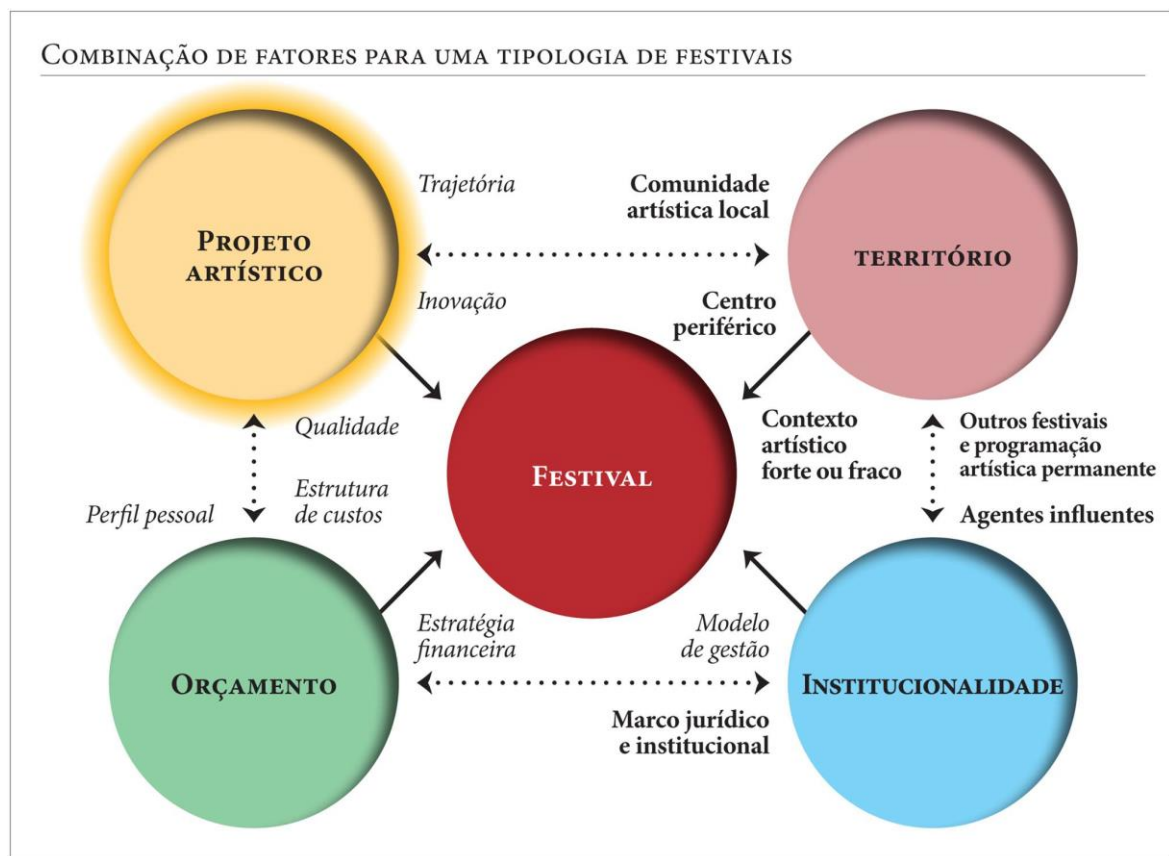 COMBINAÇÃO DE FATORES PARA UMA TIPOLOGIA DE FESTIVAIS
PROJETO
ARTÍSTICO
Trajetória
Inovação
Comunidade
artística local
Centro
periférico
TERRITÓRIO
Qualidade
Estrutura
de custos
Perfil pessoal
FESTIVAL
Contexto
artístico
forte ou fraco
Outros festivais
e programação
artística permanente
Agentes influentes
ORÇAMENTO
Estratégia
financeira
Modelo
de gestão
Marco jurídico
e institucional
INSTITUCIONALIDADE